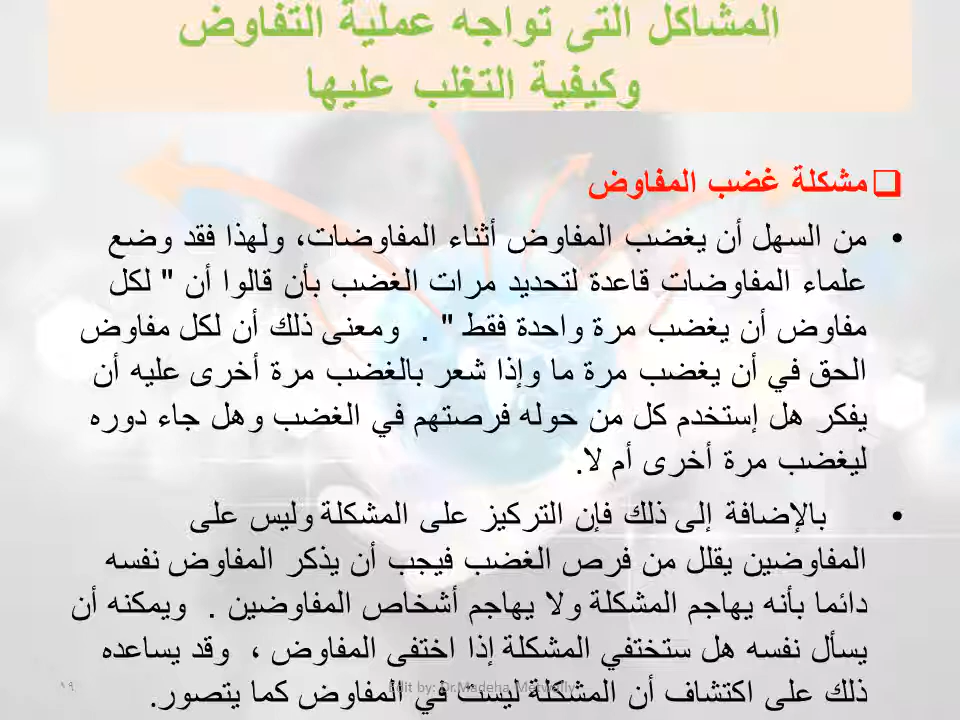 المشاكل التى تواجه عملية التفاوض
وكيفية التغلب عليها
❑مشكلة غضب المفاوض
• من السهل أن يغضب المفاوض أثناء المفاوضات، ولهذا فقد وضع
علماء المفاوضات قاعدة لتحديد مرات الغضب بأن قالوا أن " لكل
مفاوض أن يغضب مرة واحدة فقط " . ومعنى ذلك أن لكل مفاوض
الحق في أن يغضب مرة ما وإذا شعر بالغضب مرة أخرى عليه أن
يفكر هل إستخدم كل من حوله فرصتهم في الغضب وهل جاء دوره
ليغضب مرة أخرى أم لا.
• بالإضافة إلى ذلك فإن التركيز على المشكلة وليس على
المفاوضين يقلل من فرص الغضب فيجب أن يذكر المفاوض نفسه
دائما بأنه يهاجم المشكلة ولا يهاجم أشخاص المفاوضين . ويمكنه أن
يسأل نفسه هل ستختفي المشكلة إذا اختفى المفاوض ، وقد يساعده
ذلك على اكتشاف أن المشكلة ليست في المفاوض كما يتصور.
Edit by: Dr.Madeha Metwally
١٩